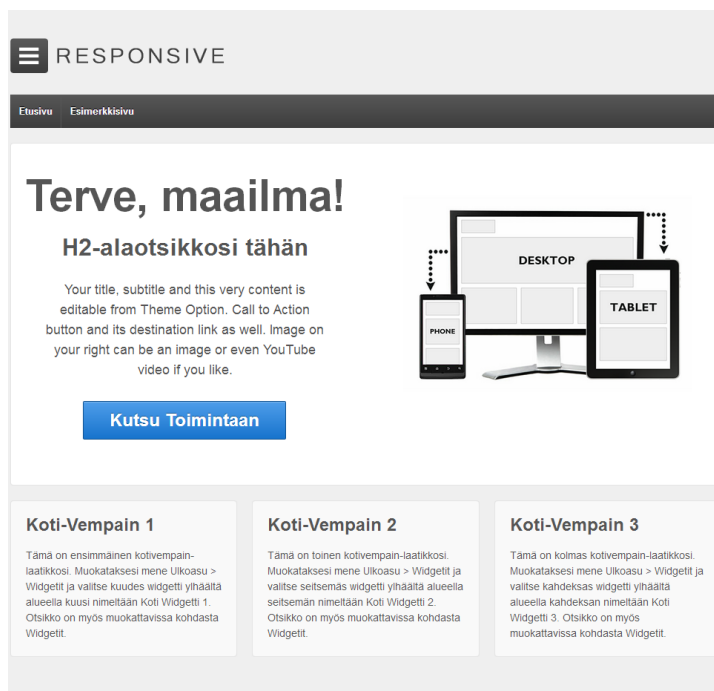 RESPONSIVE
Etusivu Esimerkkisivu
Terve, maailma!
H2-alaotsikkosi tähän
Your title, subtitle and this very content is
editable from Theme Option. Call to Action
button and its destination link as well. Image on
your right can be an image or even YouTube
video if you like.
Kutsu Toimintaan
DESKTOP
TABLET
PHONE
Koti-Vempain 1
Tämä on ensimmäinen kotivempain-
laatikkosi. Muokataksesi mene Ulkoasu >
Widgetit ja valitse kuudes widgetti ylhäältä
alueella kuusi nimeltään Koti Widgetti 1.
Otsikko on myös muokattavissa kohdasta
Widgetit.
Koti-Vempain 2
Tämä on toinen kotivempain-laatikkosi.
Muokataksesi mene Ulkoasu > Widgetit ja
valitse seitsemäs widgetti ylhäältä alueella
seitsemän nimeltään Koti Widgetti 2.
Otsikko on myös muokattavissa kohdasta
Widgetit.
Koti-Vempain 3
Tämä on kolmas kotivempain-laatikkosi.
Muokataksesi mene Ulkoasu > Widgetit ja
valitse kahdeksas widgetti ylhäältä
alueella kahdeksan nimeltään Koti
Widgetti 3. Otsikko on myös
muokattavissa kohdasta Widgetit.